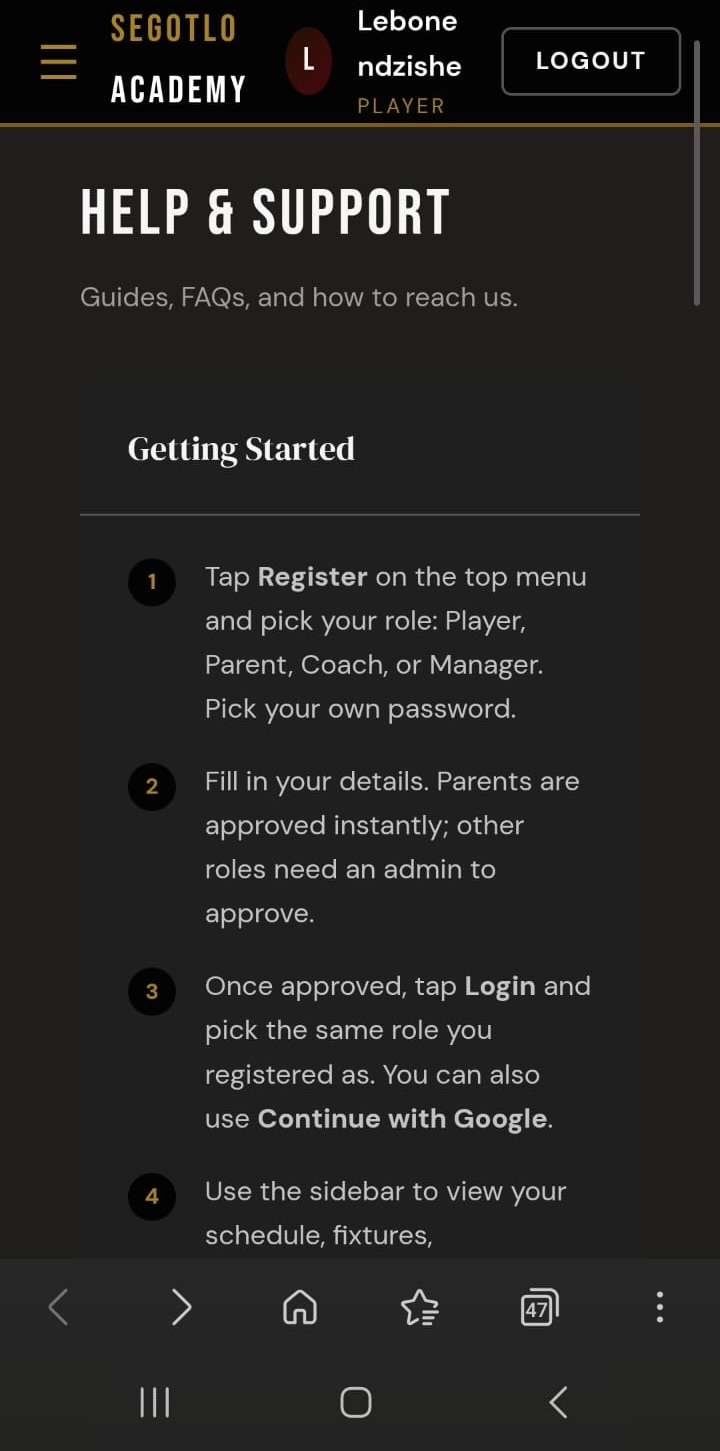 SEGOTLO
ACADEMY
L
Lebone
ndzishe
PLAYER
LOGOUT
HELP & SUPPORT
Guides, FAQs, and how to reach us.
Getting Started
1
Tap Register on the top menu
and pick your role: Player,
Parent, Coach, or Manager.
Pick your own password.
2
Fill in your details. Parents are
approved instantly; other
roles need an admin to
approve.
3
Once approved, tap Login and
pick the same role you
registered as. You can also
use Continue with Google.
4
Use the sidebar to view your
schedule, fixtures,
47